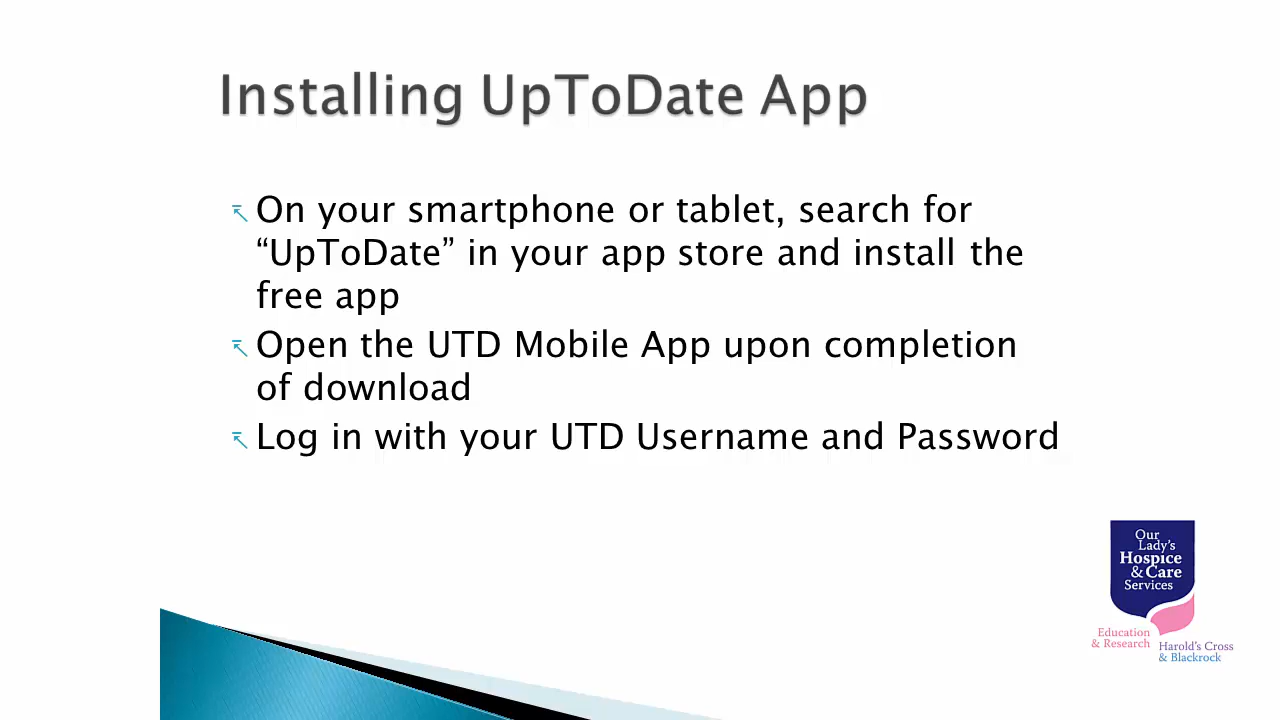 Installing UpToDate App
On your smartphone or tablet, search for
“UpToDate” in your app store and install the
free app
Open the UTD Mobile App upon completion
of download
Log in with your UTD Username and Password
Our
Lady's
Hospice
& Care
Services
Education
& Research
Harold's Cross
& Blackrock